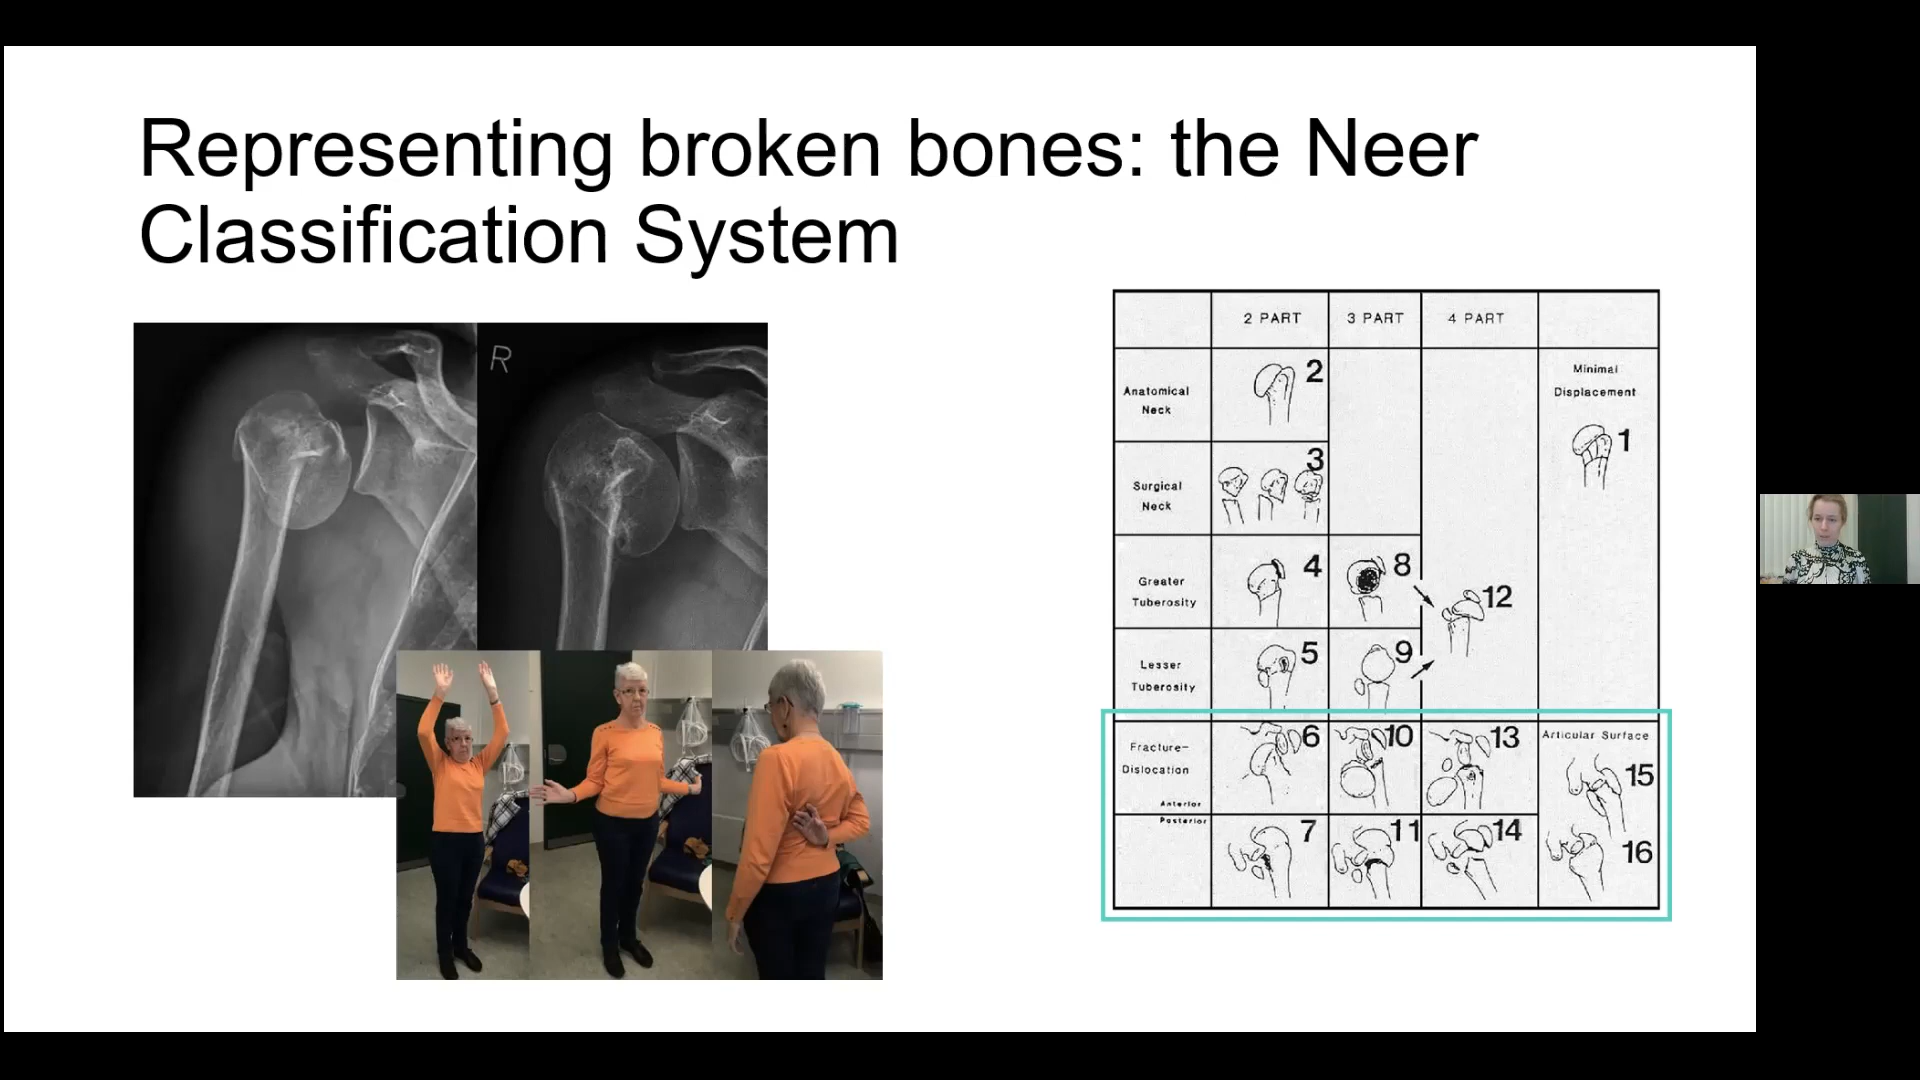 Representing broken bones: the Neer
Classification System
R
2 PART
3 PART
4 PART
Anatomical
Neck
2
Minimal
Displacement
1
Surgical
Neck
3
Greater
Tuberosity
4
8
12
Lesser
Tuberosity
5
9
Fracture-
Dislocation
Anterior
6
10
13
Articular Surface
15
Posterior
7
11
14
16